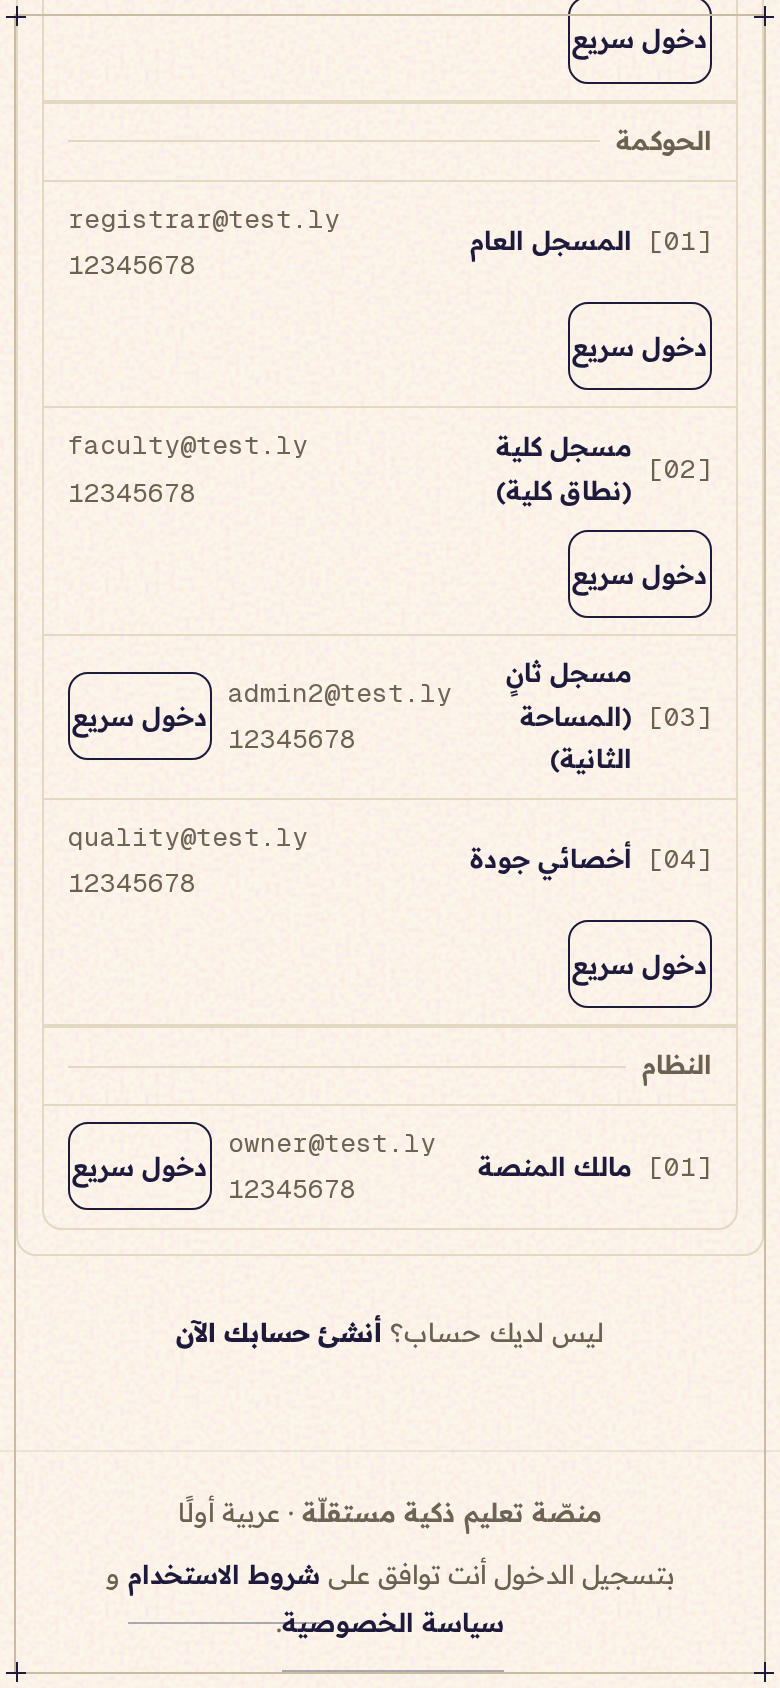 دخول سريع
الحوكمة
[01] المسجل العام registrar@test.ly
12345678
دخول سريع
[02] مسجل كلية (نطاق كلية) faculty@test.ly
12345678
دخول سريع
[03] مسجل ثانٍ (المساحة الثانية) admin2@test.ly
12345678
دخول سريع
[04] أخصائي جودة quality@test.ly
12345678
دخول سريع
النظام
[01] مالك المنصة owner@test.ly
12345678
دخول سريع
ليس لديك حساب؟ أنشئ حسابك الآن
منصّة تعليم ذكية مستقلّة · عربية أولًا
بتسجيل الدخول أنت توافق على شروط الاستخدام و
سياسة الخصوصية.